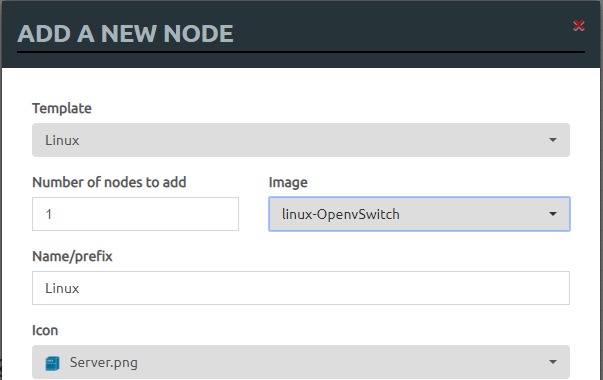 ADD A NEW NODE
Template
Linux
Number of nodes to add
Image
1
linux-OpenvSwitch
Name/prefix
Linux
Icon
Server.png